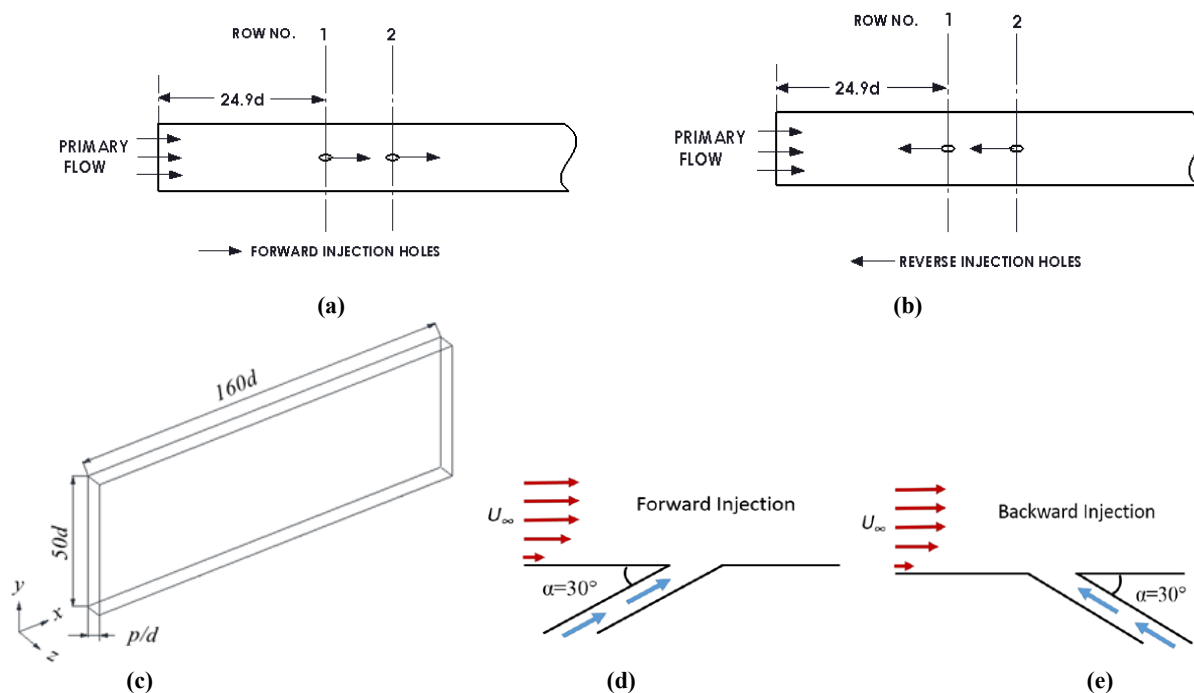 ROW NO. 1 2
24.9d
PRIMARY
FLOW
FORWARD INJECTION HOLES
(a)
ROW NO. 1 2
24.9d
PRIMARY
FLOW
REVERSE INJECTION HOLES
(b)
160d
50d
y
x
z
p/d
(c)
U∞
Forward Injection
α=30°
(d)
U∞
Backward Injection
α=30°
(e)